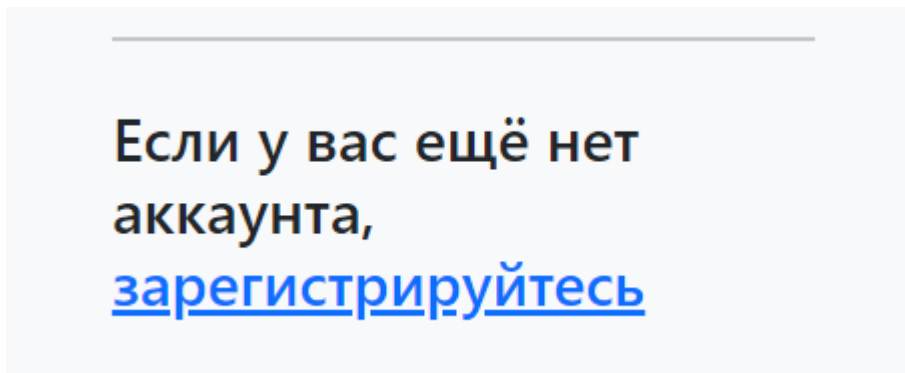 Если у вас ещё нет
аккаунта,
зарегистрируйтесь